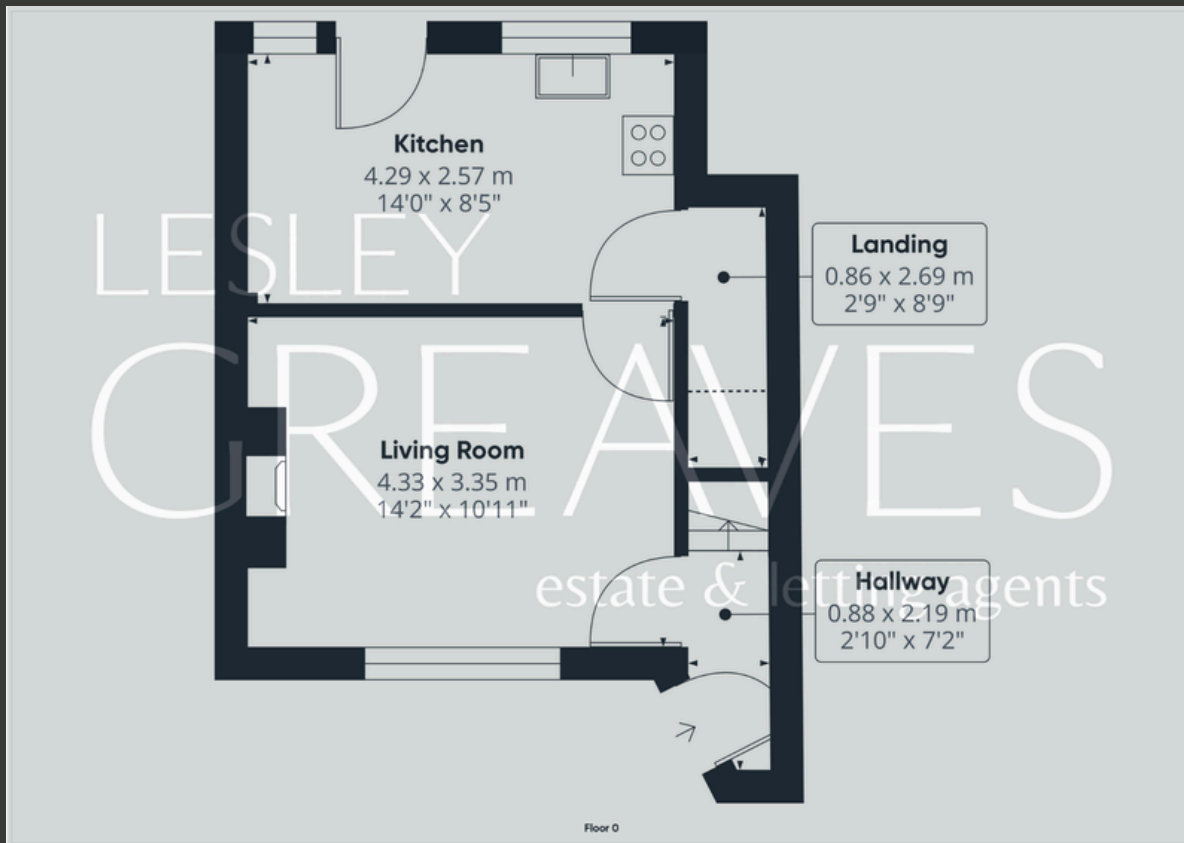 Kitchen
4.29 x 2.57 m
14'0" x 8'5"
LESLEY
Landing
0.86 x 2.69 m
2'9" x 8'9"
GREAVES
Living Room
4.33 x 3.35 m
14'2" x 10'11"
estate & letting agents
Hallway
0.88 x 2.19 m
2'10" x 7'2"
Floor 0